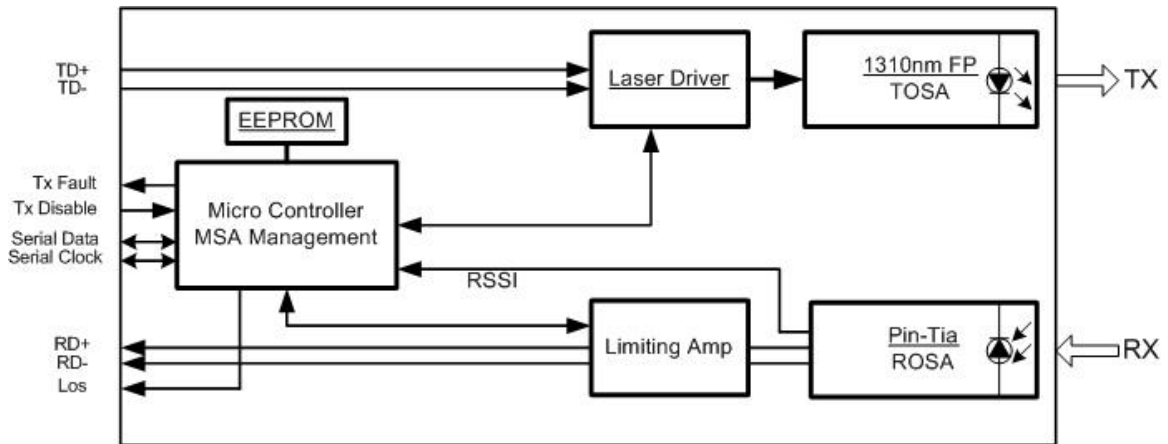 TD+
TD-
Laser Driver
1310nm FP
TOSA
TX
EEPROM
Tx Fault
Tx Disable
Serial Data
Serial Clock
Micro Controller
MSA Management
RSSI
RD+
RD-
Los
Limiting Amp
Pin-Tia
ROSA
RX